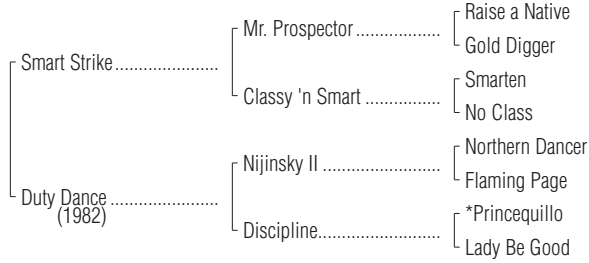 Raise a Native
Mr. Prospector ..................
Gold Digger
Smart Strike ......................
Smarten
Classy 'n Smart ................
No Class
Northern Dancer
Nijinsky II .........................
Flaming Page
Duty Dance .......................
(1982)
*Princequillo
Discipline..........................
Lady Be Good